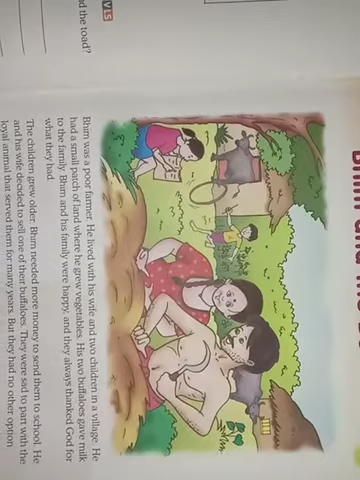 VLS
d the toad?
Bhim was a poor farmer. He lived with his wife and two children in a village. He
had a small patch of land where he grew vegetables. His two buffaloes gave milk
to the family. Bhim and his family were happy, and they always thanked God for
what they had.
The children grew older. Bhim needed more money to send them to school. He
and his wife decided to sell one of their buffaloes. They were sad to part with the
loyal animal that served them for many years. But they had no other option